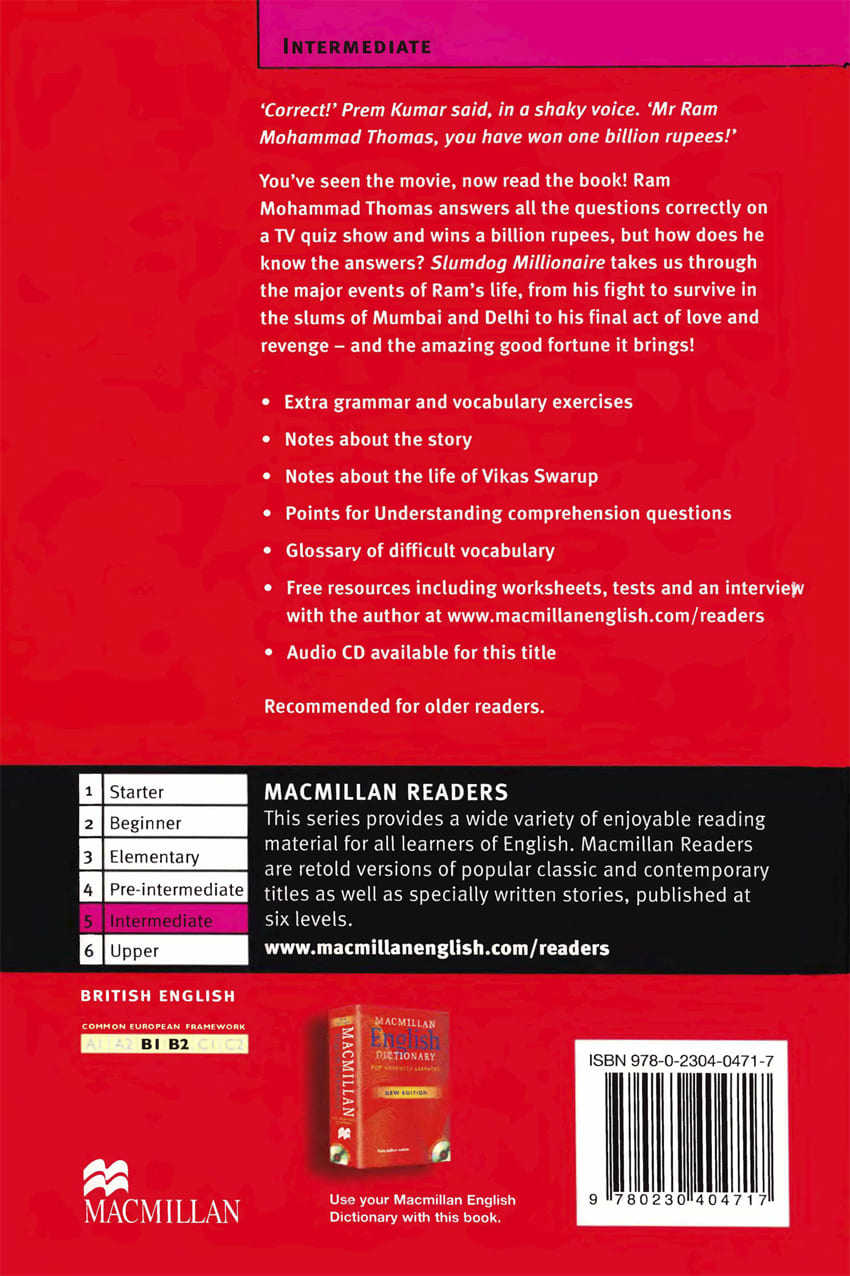 INTERMEDIATE
‘Correct!’ Prem Kumar said, in a shaky voice. ‘Mr Ram
Mohammad Thomas, you have won one billion rupees!’
You’ve seen the movie, now read the book! Ram
Mohammad Thomas answers all the questions correctly on
a TV quiz show and wins a billion rupees, but how does he
know the answers? Slumdog Millionaire takes us through
the major events of Ram’s life, from his fight to survive in
the slums of Mumbai and Delhi to his final act of love and
revenge – and the amazing good fortune it brings!
• Extra grammar and vocabulary exercises
• Notes about the story
• Notes about the life of Vikas Swarup
• Points for Understanding comprehension questions
• Glossary of difficult vocabulary
• Free resources including worksheets, tests and an interview
with the author at www.macmillanenglish.com/readers
• Audio CD available for this title
Recommended for older readers.
1 Starter
2 Beginner
3 Elementary
4 Pre-intermediate
5 Intermediate
6 Upper
MACMILLAN READERS
This series provides a wide variety of enjoyable reading
material for all learners of English. Macmillan Readers
are retold versions of popular classic and contemporary
titles as well as specially written stories, published at
six levels.
www.macmillanenglish.com/readers
BRITISH ENGLISH
COMMON EUROPEAN FRAMEWORK
A1 A2 B1 B2 C1 C2
MACMILLAN
English
DICTIONARY
FOR ADVANCED LEARNERS
NEW EDITION
MACMILLAN
Use your Macmillan English
Dictionary with this book.
MACMILLAN
ISBN 978-0-2304-0471-7
9 780230 404717